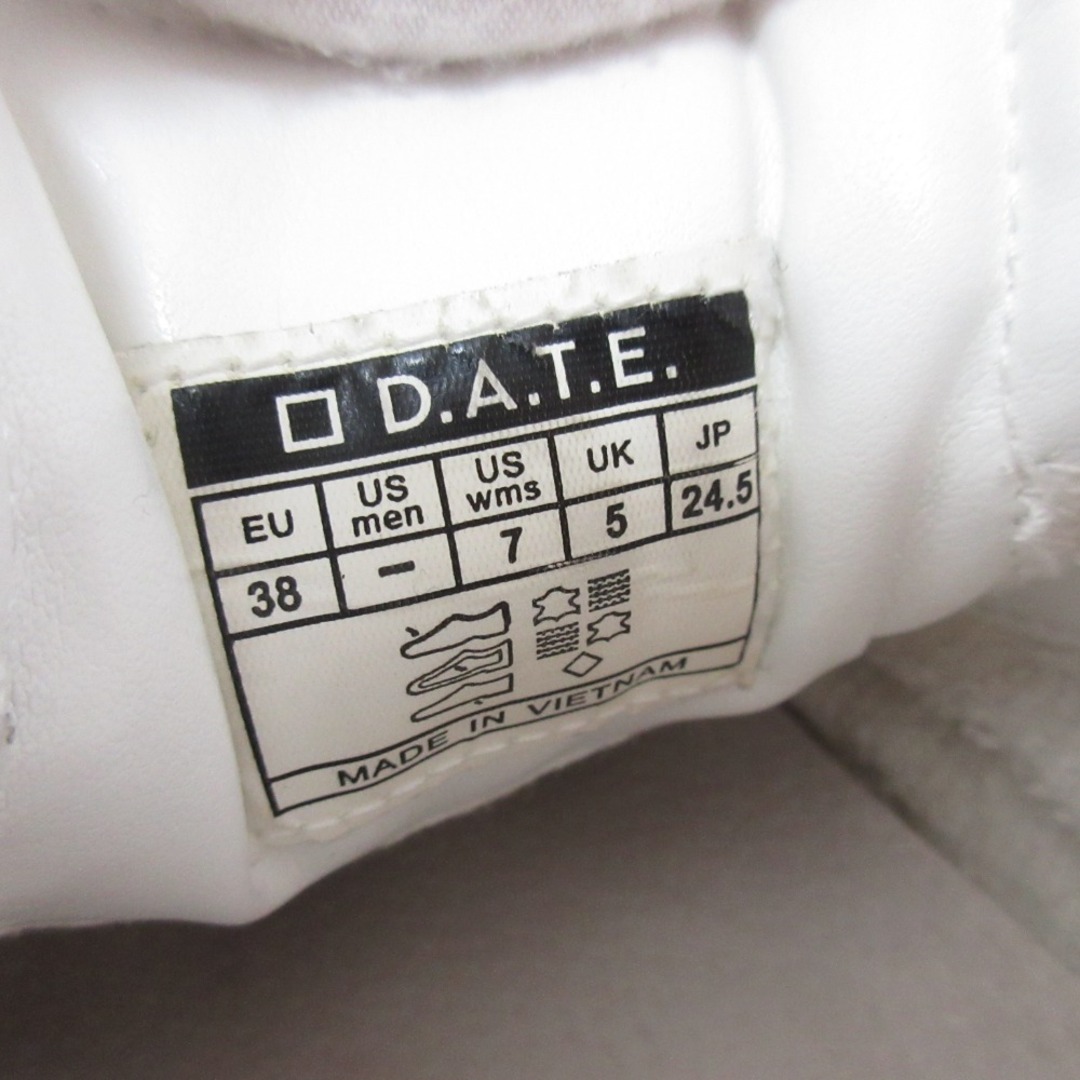 D.A.T.E.
EU US men US wms UK JP
38 – 7 5 24.5
MADE IN VIETNAM